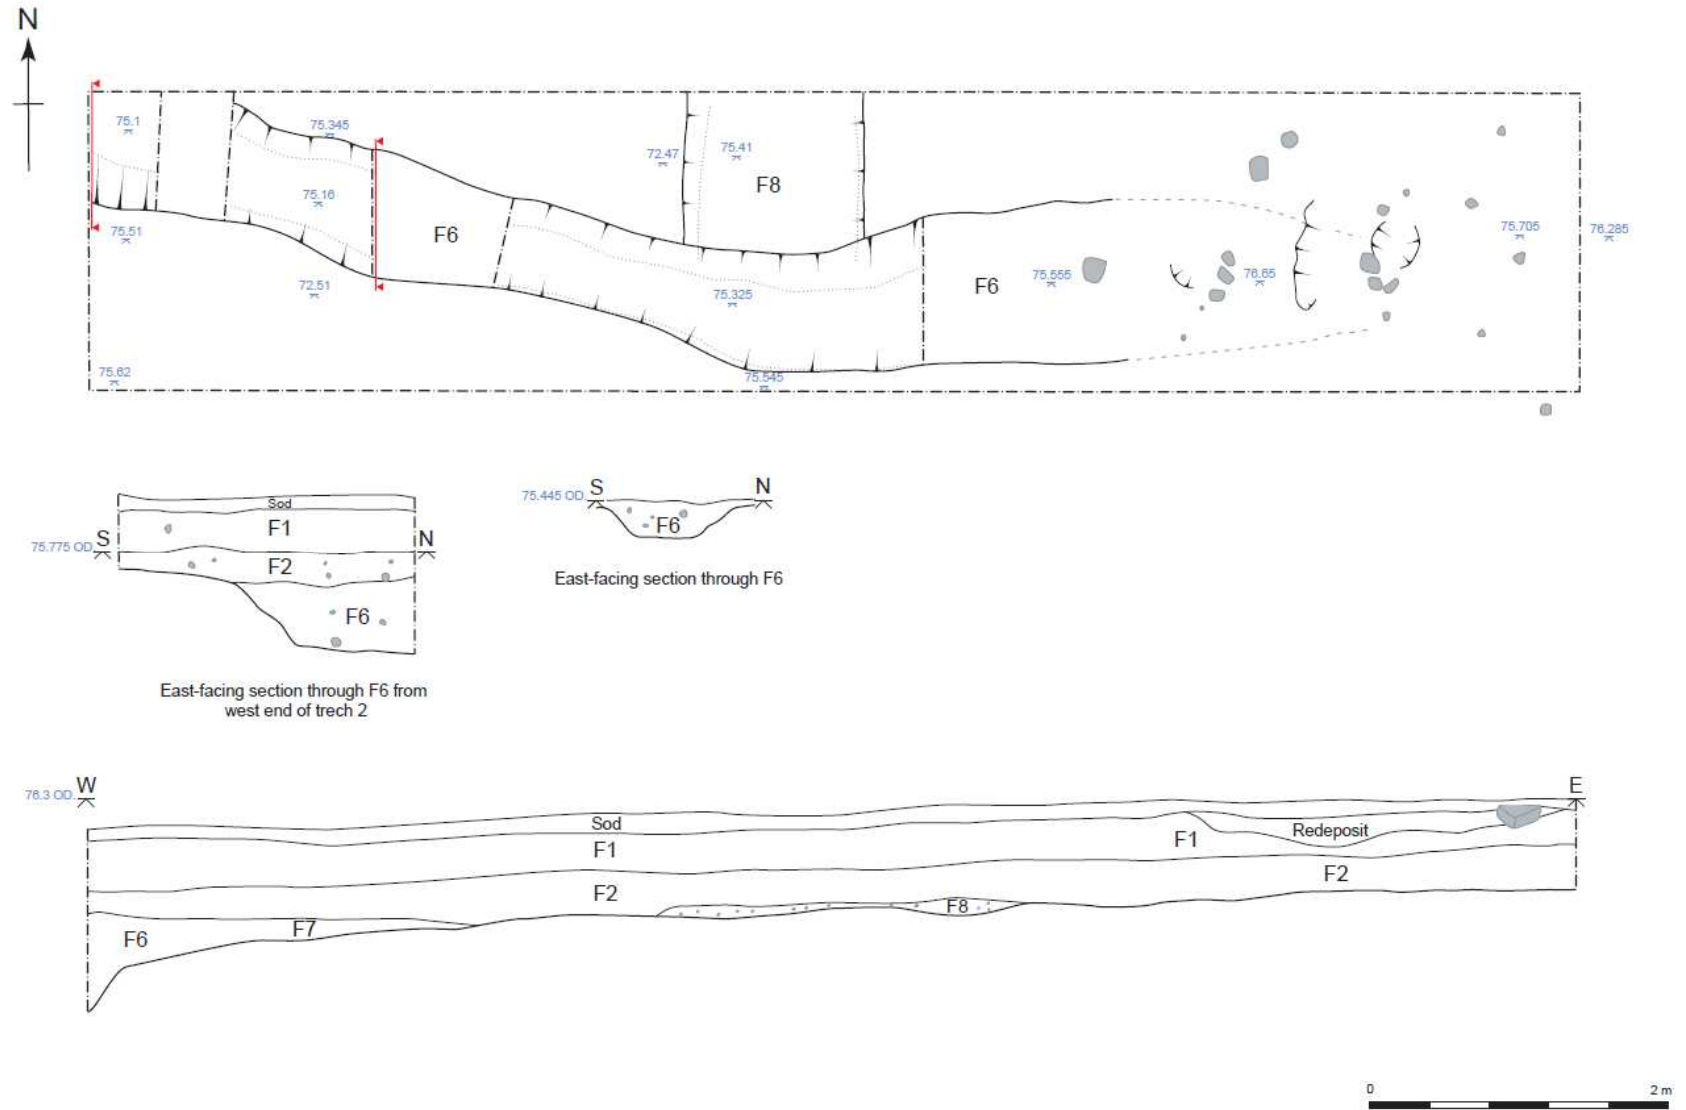 N
75.1
75.345
72.47
75.41
F8
75.16
F6
75.51
75.705
76.285
72.51
75.325
F6
75.555
76.65
75.62
75.545
Sod
F1
75.775 OD
S
N
F2
F6
East-facing section through F6 from
west end of trech 2
75.445 OD
S
N
F6
East-facing section through F6
76.3 OD
W
E
Sod
Redeposit
F1
F1
F2
F2
F8
F7
F6
0
2 m